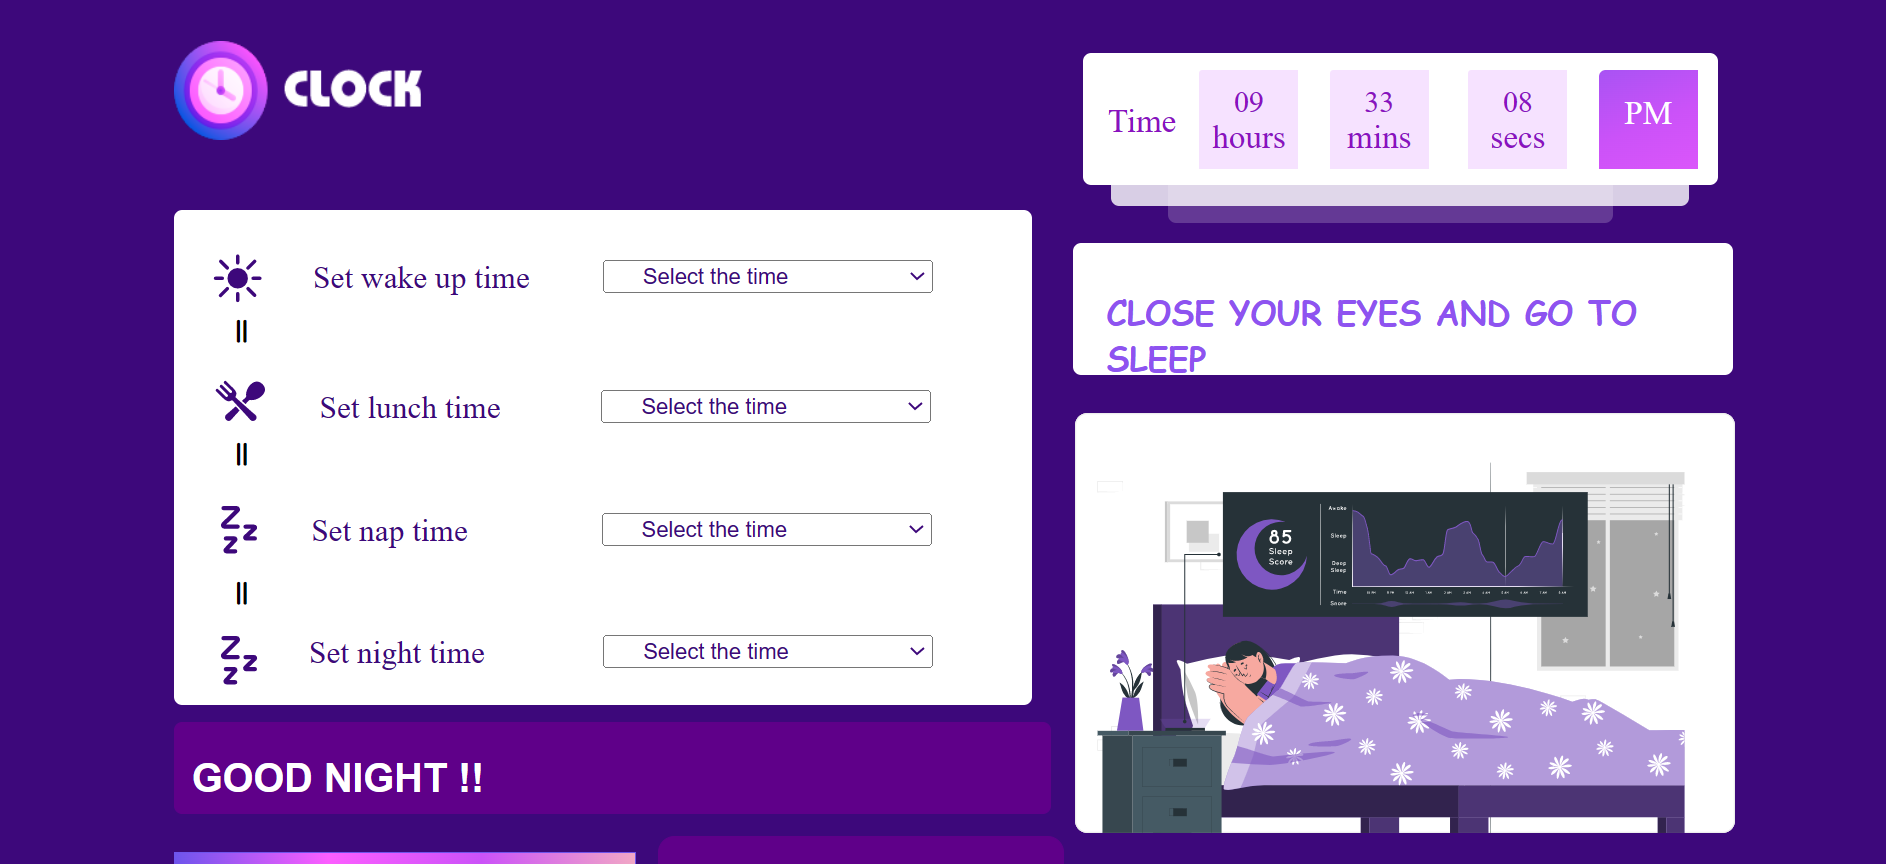 CLOCK
Time
09
hours
33
mins
08
secs
PM
Set wake up time
Select the time
Set lunch time
Select the time
Set nap time
Select the time
Set night time
Select the time
GOOD NIGHT !!
CLOSE YOUR EYES AND GO TO
SLEEP
85
Sleep
Score
Awake
Sleep
Deep
Sleep
Time
Snore